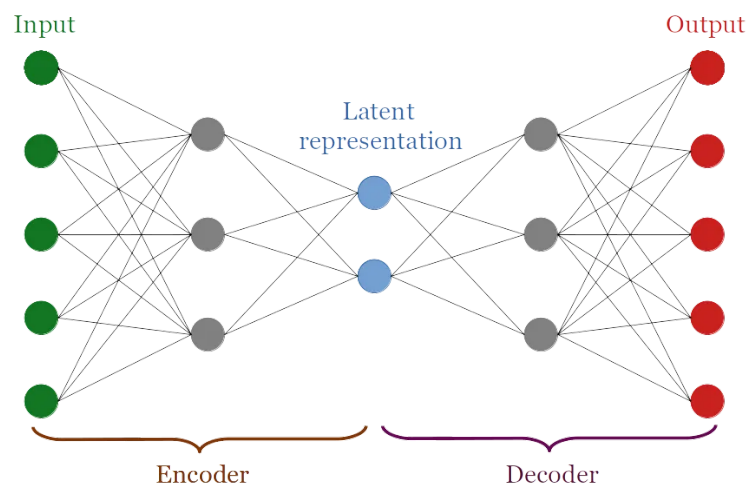 Input
Output
Latent
representation
Encoder
Decoder